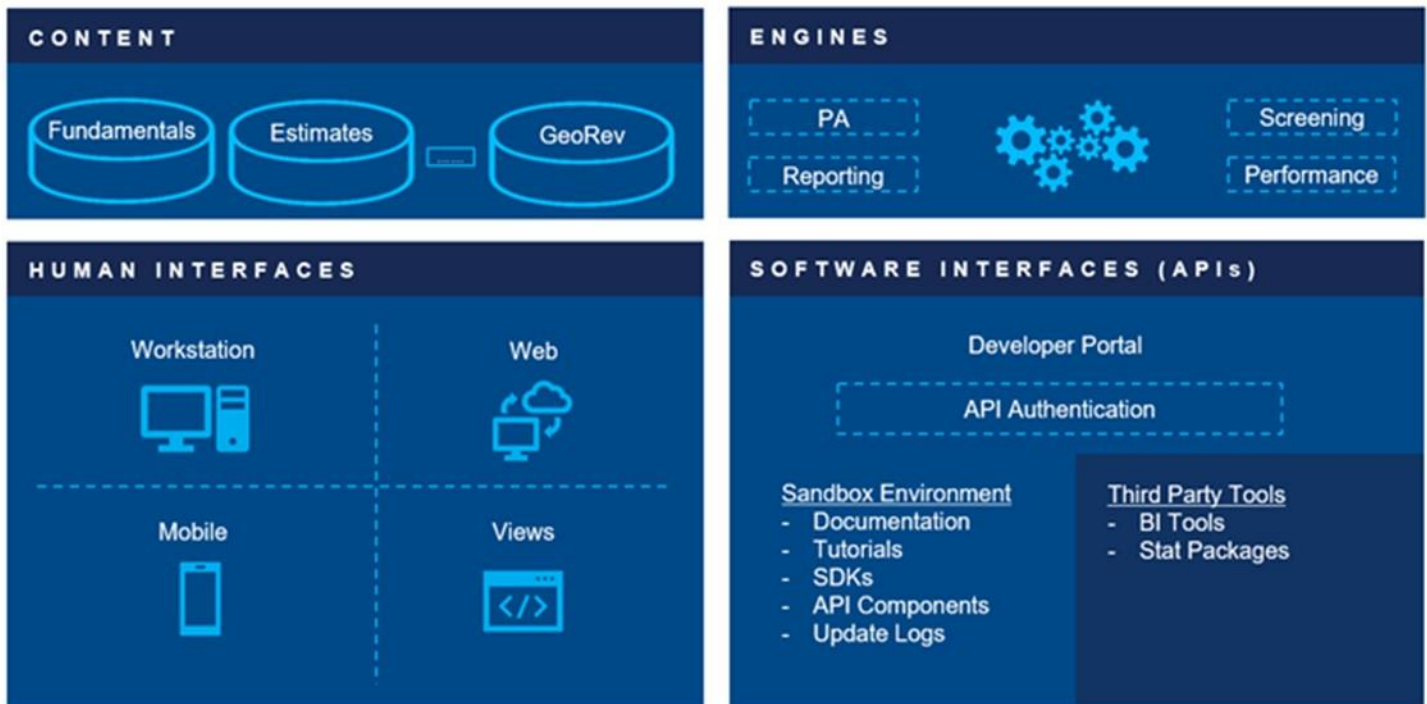 CONTENT
Fundamentals
Estimates
GeoRev
ENGINES
PA
Reporting
Screening
Performance
HUMAN INTERFACES
Workstation
Web
</>
Mobile
Views
SOFTWARE INTERFACES (APIs)
Developer Portal
API Authentication
Sandbox Environment
- Documentation
- Tutorials
- SDKs
- API Components
- Update Logs
Third Party Tools
- BI Tools
- Stat Packages